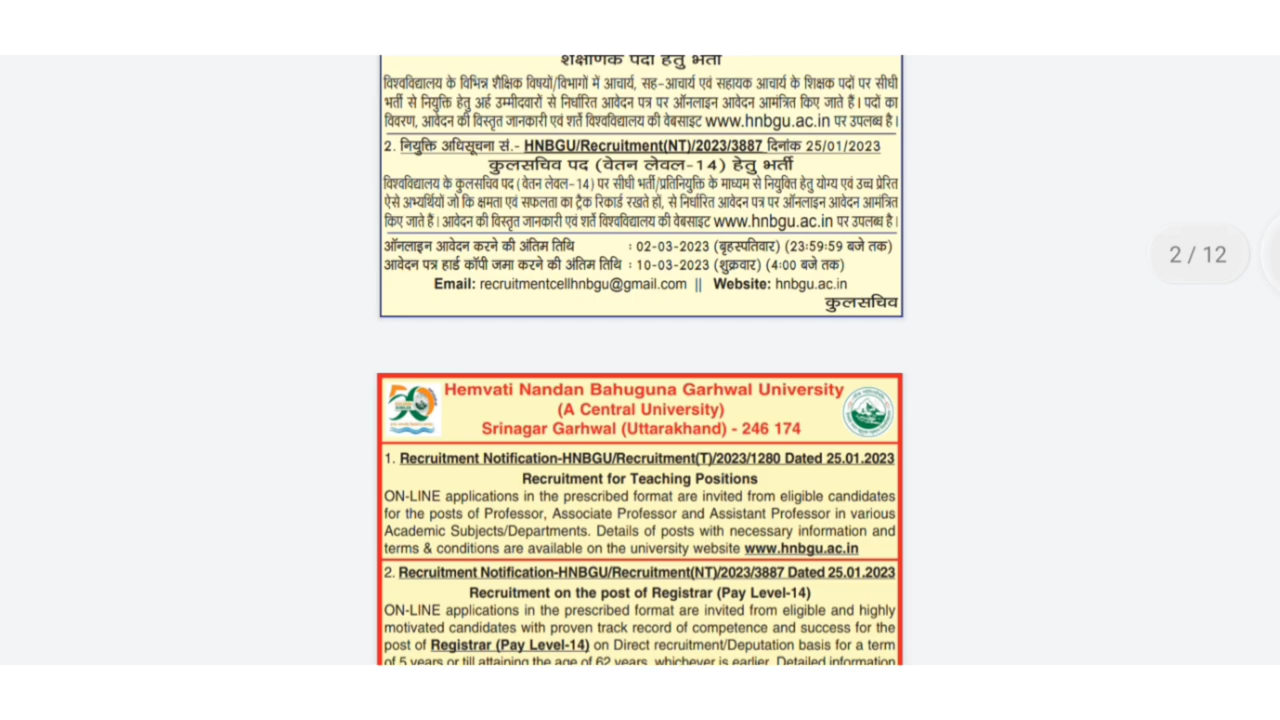 शैक्षणिक पदों हेतु भर्ती
विश्वविद्यालय के विभिन्न शैक्षिक विषयों/विभागों में आचार्य, सह-आचार्य एवं सहायक आचार्य के शिक्षक पदों पर सीधी
भर्ती से नियुक्ति हेतु अर्ह उम्मीदवारों से निर्धारित आवेदन पत्र पर ऑनलाइन आवेदन आमंत्रित किए जाते हैं। पदों का
विवरण, आवेदन की विस्तृत जानकारी एवं शर्ते विश्वविद्यालय की वेबसाइट www.hnbgu.ac.in पर उपलब्ध है।
2. नियुक्ति अधिसूचना सं.- HNBGU/Recruitment(NT)/2023/3887 दिनांक 25/01/2023
कुलसचिव पद (वेतन लेवल-14) हेतु भर्ती
विश्वविद्यालय के कुलसचिव पद (वेतन लेवल-14) पर सीधी भर्ती/प्रतिनियुक्ति के माध्यम से नियुक्ति हेतु योग्य एवं उच्च प्रेरित
ऐसे अभ्यर्थियों जो कि क्षमता एवं सफलता का ट्रैक रिकार्ड रखते हों, से निर्धारित आवेदन पत्र पर ऑनलाइन आवेदन आमंत्रित
किए जाते हैं। आवेदन की विस्तृत जानकारी एवं शर्ते विश्वविद्यालय की वेबसाइट www.hnbgu.ac.in पर उपलब्ध है।
ऑनलाइन आवेदन करने की अंतिम तिथि : 02-03-2023 (बृहस्पतिवार) (23:59:59 बजे तक)
आवेदन पत्र हार्ड कॉपी जमा करने की अंतिम तिथि : 10-03-2023 (शुक्रवार) (4:00 बजे तक)
Email: recruitmentcellhnbgu@gmail.com || Website: hnbgu.ac.in
कुलसचिव
2 / 12
Hemvati Nandan Bahuguna Garhwal University
(A Central University)
Srinagar Garhwal (Uttarakhand) - 246 174
1. Recruitment Notification-HNBGU/Recruitment(T)/2023/1280 Dated 25.01.2023
Recruitment for Teaching Positions
ON-LINE applications in the prescribed format are invited from eligible candidates
for the posts of Professor, Associate Professor and Assistant Professor in various
Academic Subjects/Departments. Details of posts with necessary information and
terms & conditions are available on the university website www.hnbgu.ac.in
2. Recruitment Notification-HNBGU/Recruitment(NT)/2023/3887 Dated 25.01.2023
Recruitment on the post of Registrar (Pay Level-14)
ON-LINE applications in the prescribed format are invited from eligible and highly
motivated candidates with proven track record of competence and success for the
post of Registrar (Pay Level-14) on Direct recruitment/Deputation basis for a term
of 5 years or till attaining the age of 62 years, whichever is earlier. Detailed information